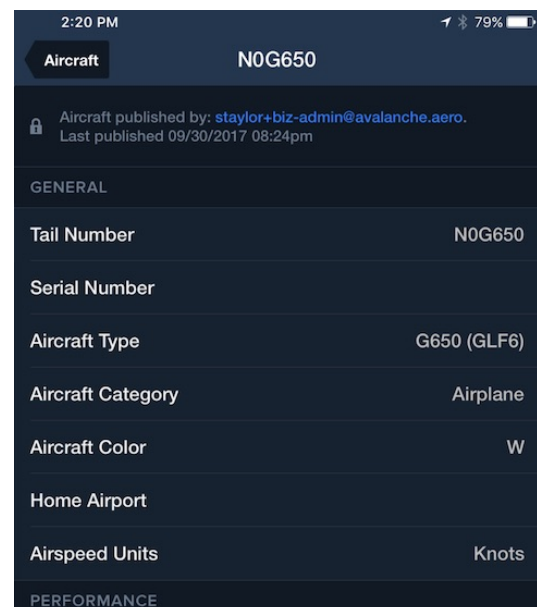 2:20 PM 79%
Aircraft N0G650
Aircraft published by: staylor+biz-admin@avalanche.aero.
Last published 09/30/2017 08:24pm
GENERAL
Tail Number N0G650
Serial Number
Aircraft Type G650 (GLF6)
Aircraft Category Airplane
Aircraft Color W
Home Airport
Airspeed Units Knots
PERFORMANCE